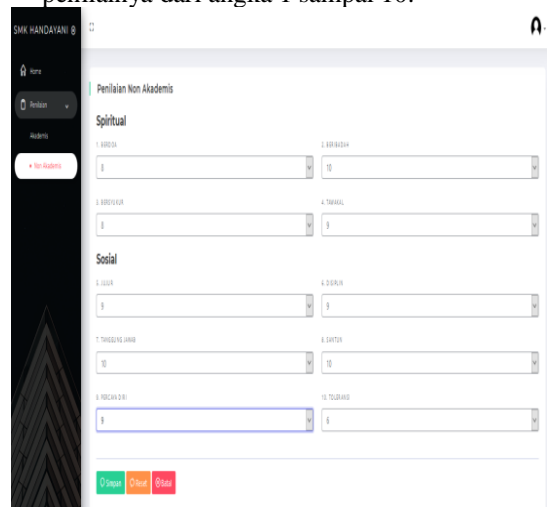 penilainya dari angka 1 sampai 10.
SMK HANDAYANI
Home
Penilaian
Akademis
Non Akademis
Penilaian Non Akademis
Spiritual
1. BERDOA 2. BERIBADAH
8 10
3. BERSYUKUR 4. TAWAKAL
8 9
Sosial
5. JUJUR 6. DISIPLIN
9 9
7. TANGGUNG JAWAB 8. SANTUN
10 10
9. PERCAYA DIRI 10. TOLERANSI
9 6
Simpan Reset Batal